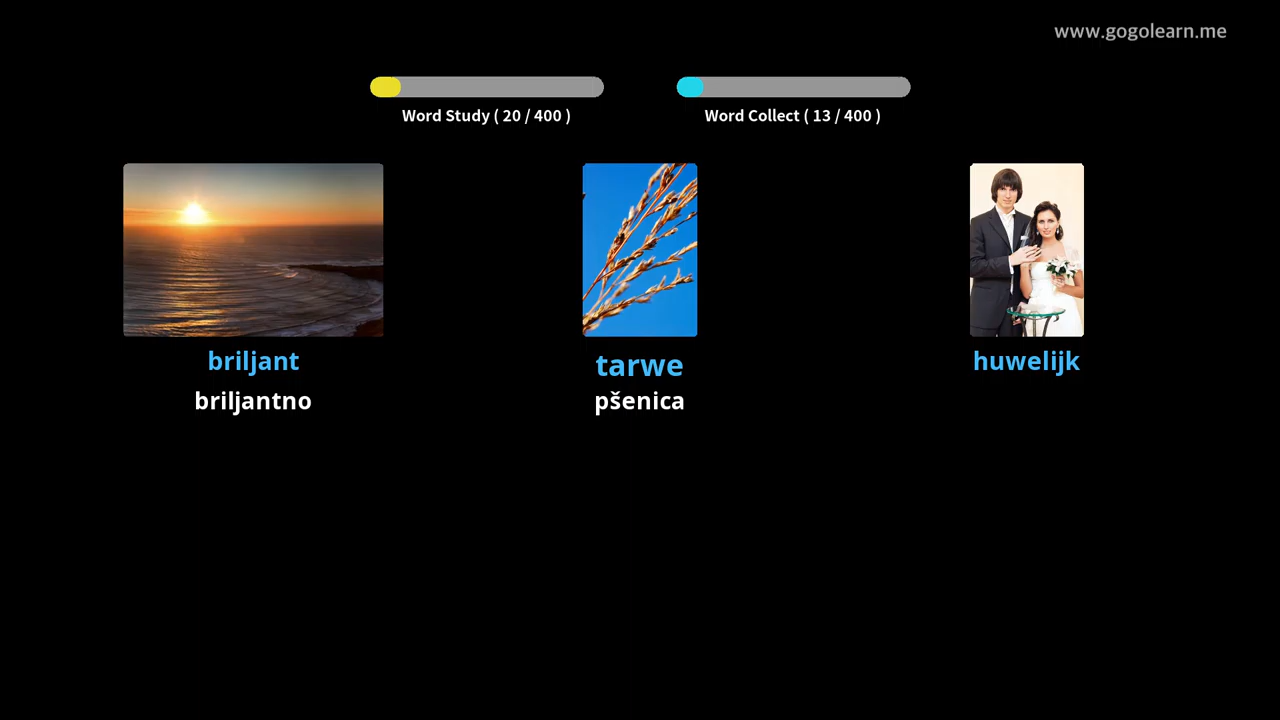 www.gogolearn.me
Word Study ( 20 / 400 )
Word Collect ( 13 / 400 )
briljant
tarwe
huwelijk
briljantno
pšenica